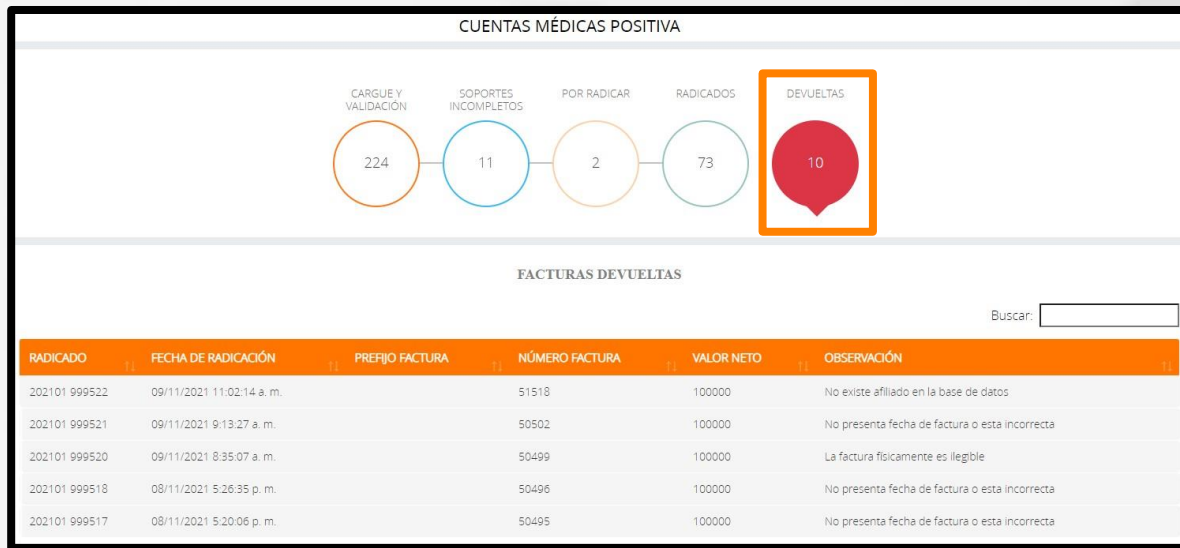 CUENTAS MÉDICAS POSITIVA
CARGUE Y VALIDACIÓN
SOPORTES INCOMPLETOS
POR RADICAR
RADICADOS
DEVUELTAS
224
11
2
73
10
FACTURAS DEVUELTAS
Buscar:
RADICADO FECHA DE RADICACIÓN PREFIJO FACTURA NÚMERO FACTURA VALOR NETO OBSERVACIÓN
202101 999522 09/11/2021 11:02:14 a. m. 51518 100000 No existe afiliado en la base de datos
202101 999521 09/11/2021 9:13:27 a. m. 50502 100000 No presenta fecha de factura o esta incorrecta
202101 999520 09/11/2021 8:35:07 a. m. 50499 100000 La factura físicamente es ilegible
202101 999518 08/11/2021 5:26:35 p. m. 50496 100000 No presenta fecha de factura o esta incorrecta
202101 999517 08/11/2021 5:20:06 p. m. 50495 100000 No presenta fecha de factura o esta incorrecta